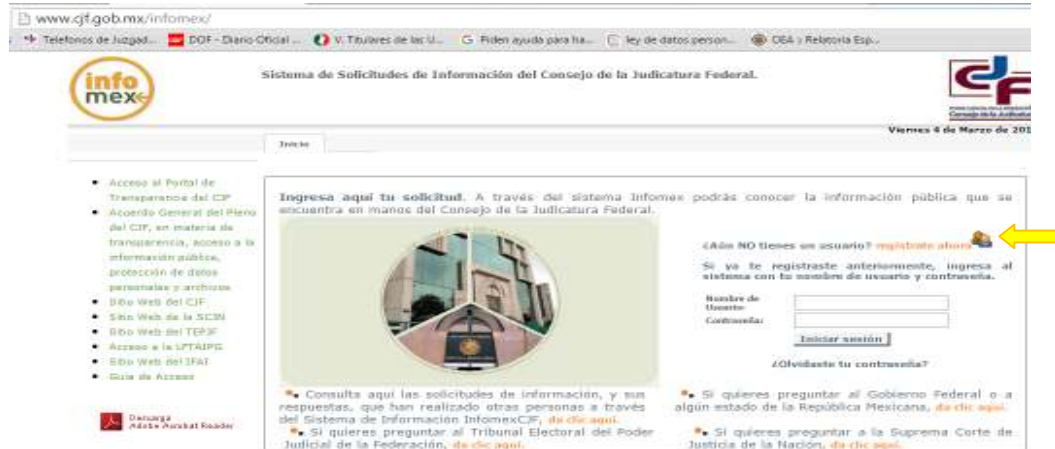 www.cjf.gob.mx/infomex/
Telefonos de Juzgad... DOF - Diario Oficial ... V. Titulares de las U... Piden ayuda para ha... ley de datos person... OEA :: Relatoria Esp...
info
mex
Sistema de Solicitudes de Información del Consejo de la Judicatura Federal.
Viernes 4 de Marzo de 201
Inicio
Acceso al Portal de
Transparencia del CJF
Acuerdo General del Pleno
del CJF, en materia de
transparencia, acceso a la
información pública,
protección de datos
personales y archivos
Sitio Web del CJF
Sitio Web de la SCJN
Sitio Web del TEPJF
Acceso a la LFTAIPG
Sitio Web del IFAI
Guia de Acceso
Descarga
Adobe Acrobat Reader
Ingresa aquí tu solicitud. A través del sistema Infomex podrás conocer la información pública que se
encuentra en manos del Consejo de la Judicatura Federal.
¿Aún NO tienes un usuario? regístrate ahora
Si ya te registraste anteriormente, ingresa al
sistema con tu nombre de usuario y contraseña.
Nombre de
Usuario:
Contraseña:
Iniciar sesión
¿Olvidaste tu contraseña?
Consulta aquí las solicitudes de información, y sus
respuestas, que han realizado otras personas a través
del Sistema de Información InfomexCJF, da clic aquí.
Si quieres preguntar al Tribunal Electoral del Poder
Judicial de la Federación, da clic aquí.
Si quieres preguntar al Gobierno Federal o a
algún estado de la República Mexicana, da clic aquí.
Si quieres preguntar a la Suprema Corte de
Justicia de la Nación, da clic aquí.